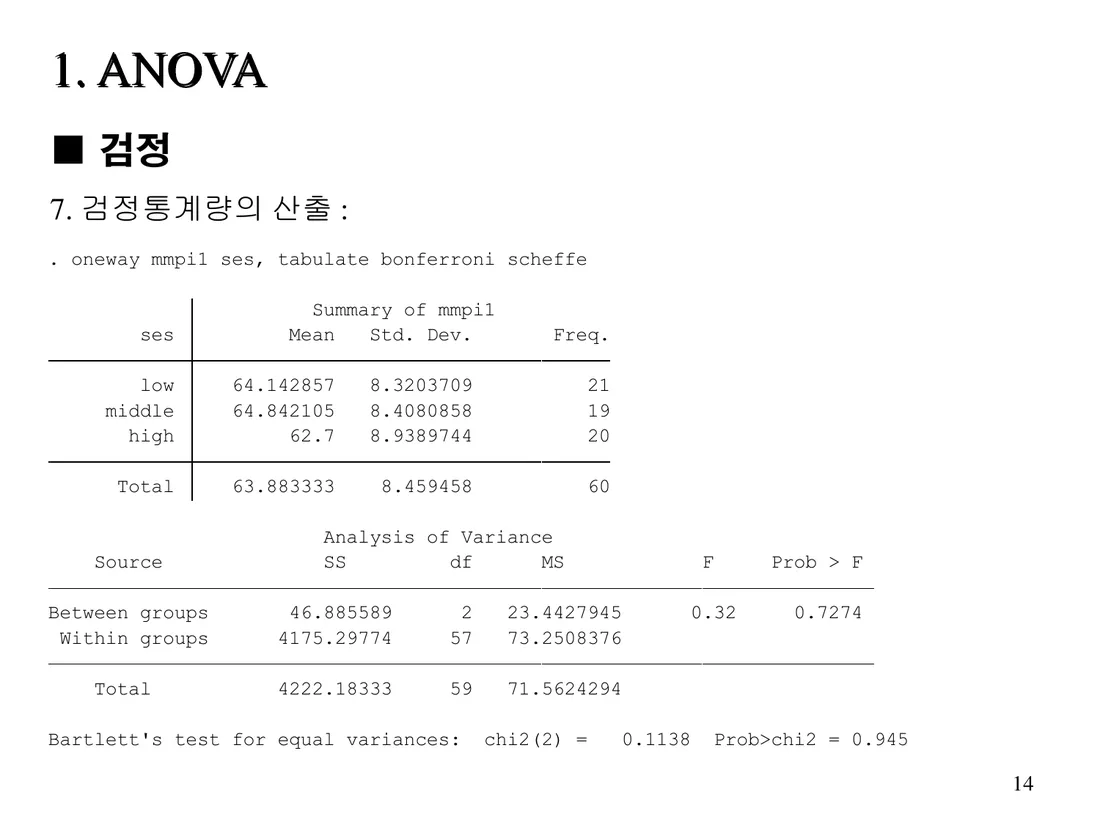 1. ANOVA
■ 검정
7. 검정통계량의 산출 :
. oneway mmpi1 ses, tabulate bonferroni scheffe
Summary of mmpi1
ses Mean Std. Dev. Freq.
low 64.142857 8.3203709 21
middle 64.842105 8.4080858 19
high 62.7 8.9389744 20
Total 63.883333 8.459458 60
Analysis of Variance
Source SS df MS F Prob > F
Between groups 46.885589 2 23.4427945 0.32 0.7274
Within groups 4175.29774 57 73.2508376
Total 4222.18333 59 71.5624294
Bartlett's test for equal variances: chi2(2) = 0.1138 Prob>chi2 = 0.945
14